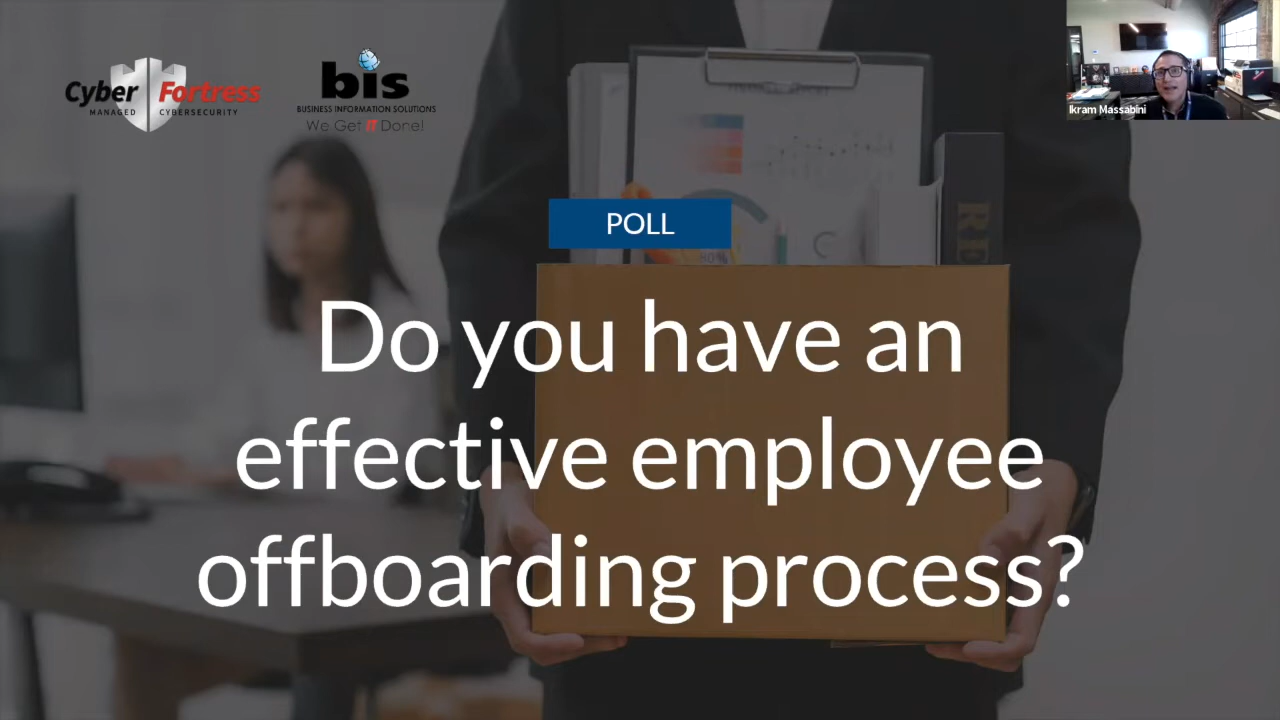 Cyber Fortress
MANAGED CYBERSECURITY
bis
BUSINESS INFORMATION SOLUTIONS
We Get IT Done!
Ikram Massabini
POLL
80%
Do you have an
effective employee
offboarding process?